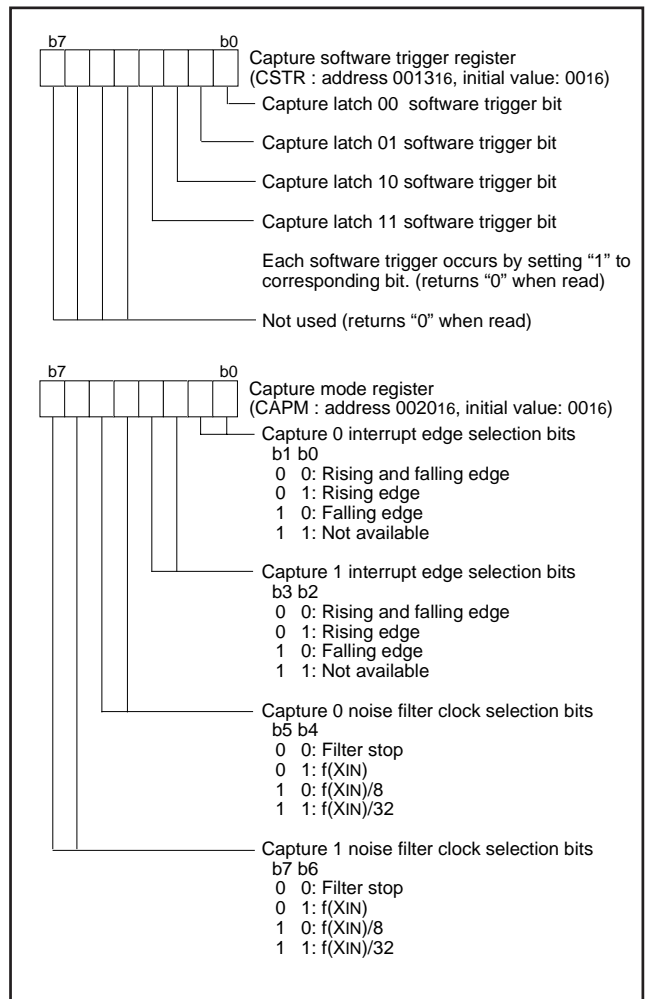 b7 b0
Capture software trigger register
(CSTR : address 001316, initial value: 0016)
Capture latch 00 software trigger bit
Capture latch 01 software trigger bit
Capture latch 10 software trigger bit
Capture latch 11 software trigger bit
Each software trigger occurs by setting “1” to
corresponding bit. (returns “0” when read)
Not used (returns “0” when read)
b7 b0
Capture mode register
(CAPM : address 002016, initial value: 0016)
Capture 0 interrupt edge selection bits
b1 b0
0 0: Rising and falling edge
0 1: Rising edge
1 0: Falling edge
1 1: Not available
Capture 1 interrupt edge selection bits
b3 b2
0 0: Rising and falling edge
0 1: Rising edge
1 0: Falling edge
1 1: Not available
Capture 0 noise filter clock selection bits
b5 b4
0 0: Filter stop
0 1: f(XIN)
1 0: f(XIN)/8
1 1: f(XIN)/32
Capture 1 noise filter clock selection bits
b7 b6
0 0: Filter stop
0 1: f(XIN)
1 0: f(XIN)/8
1 1: f(XIN)/32